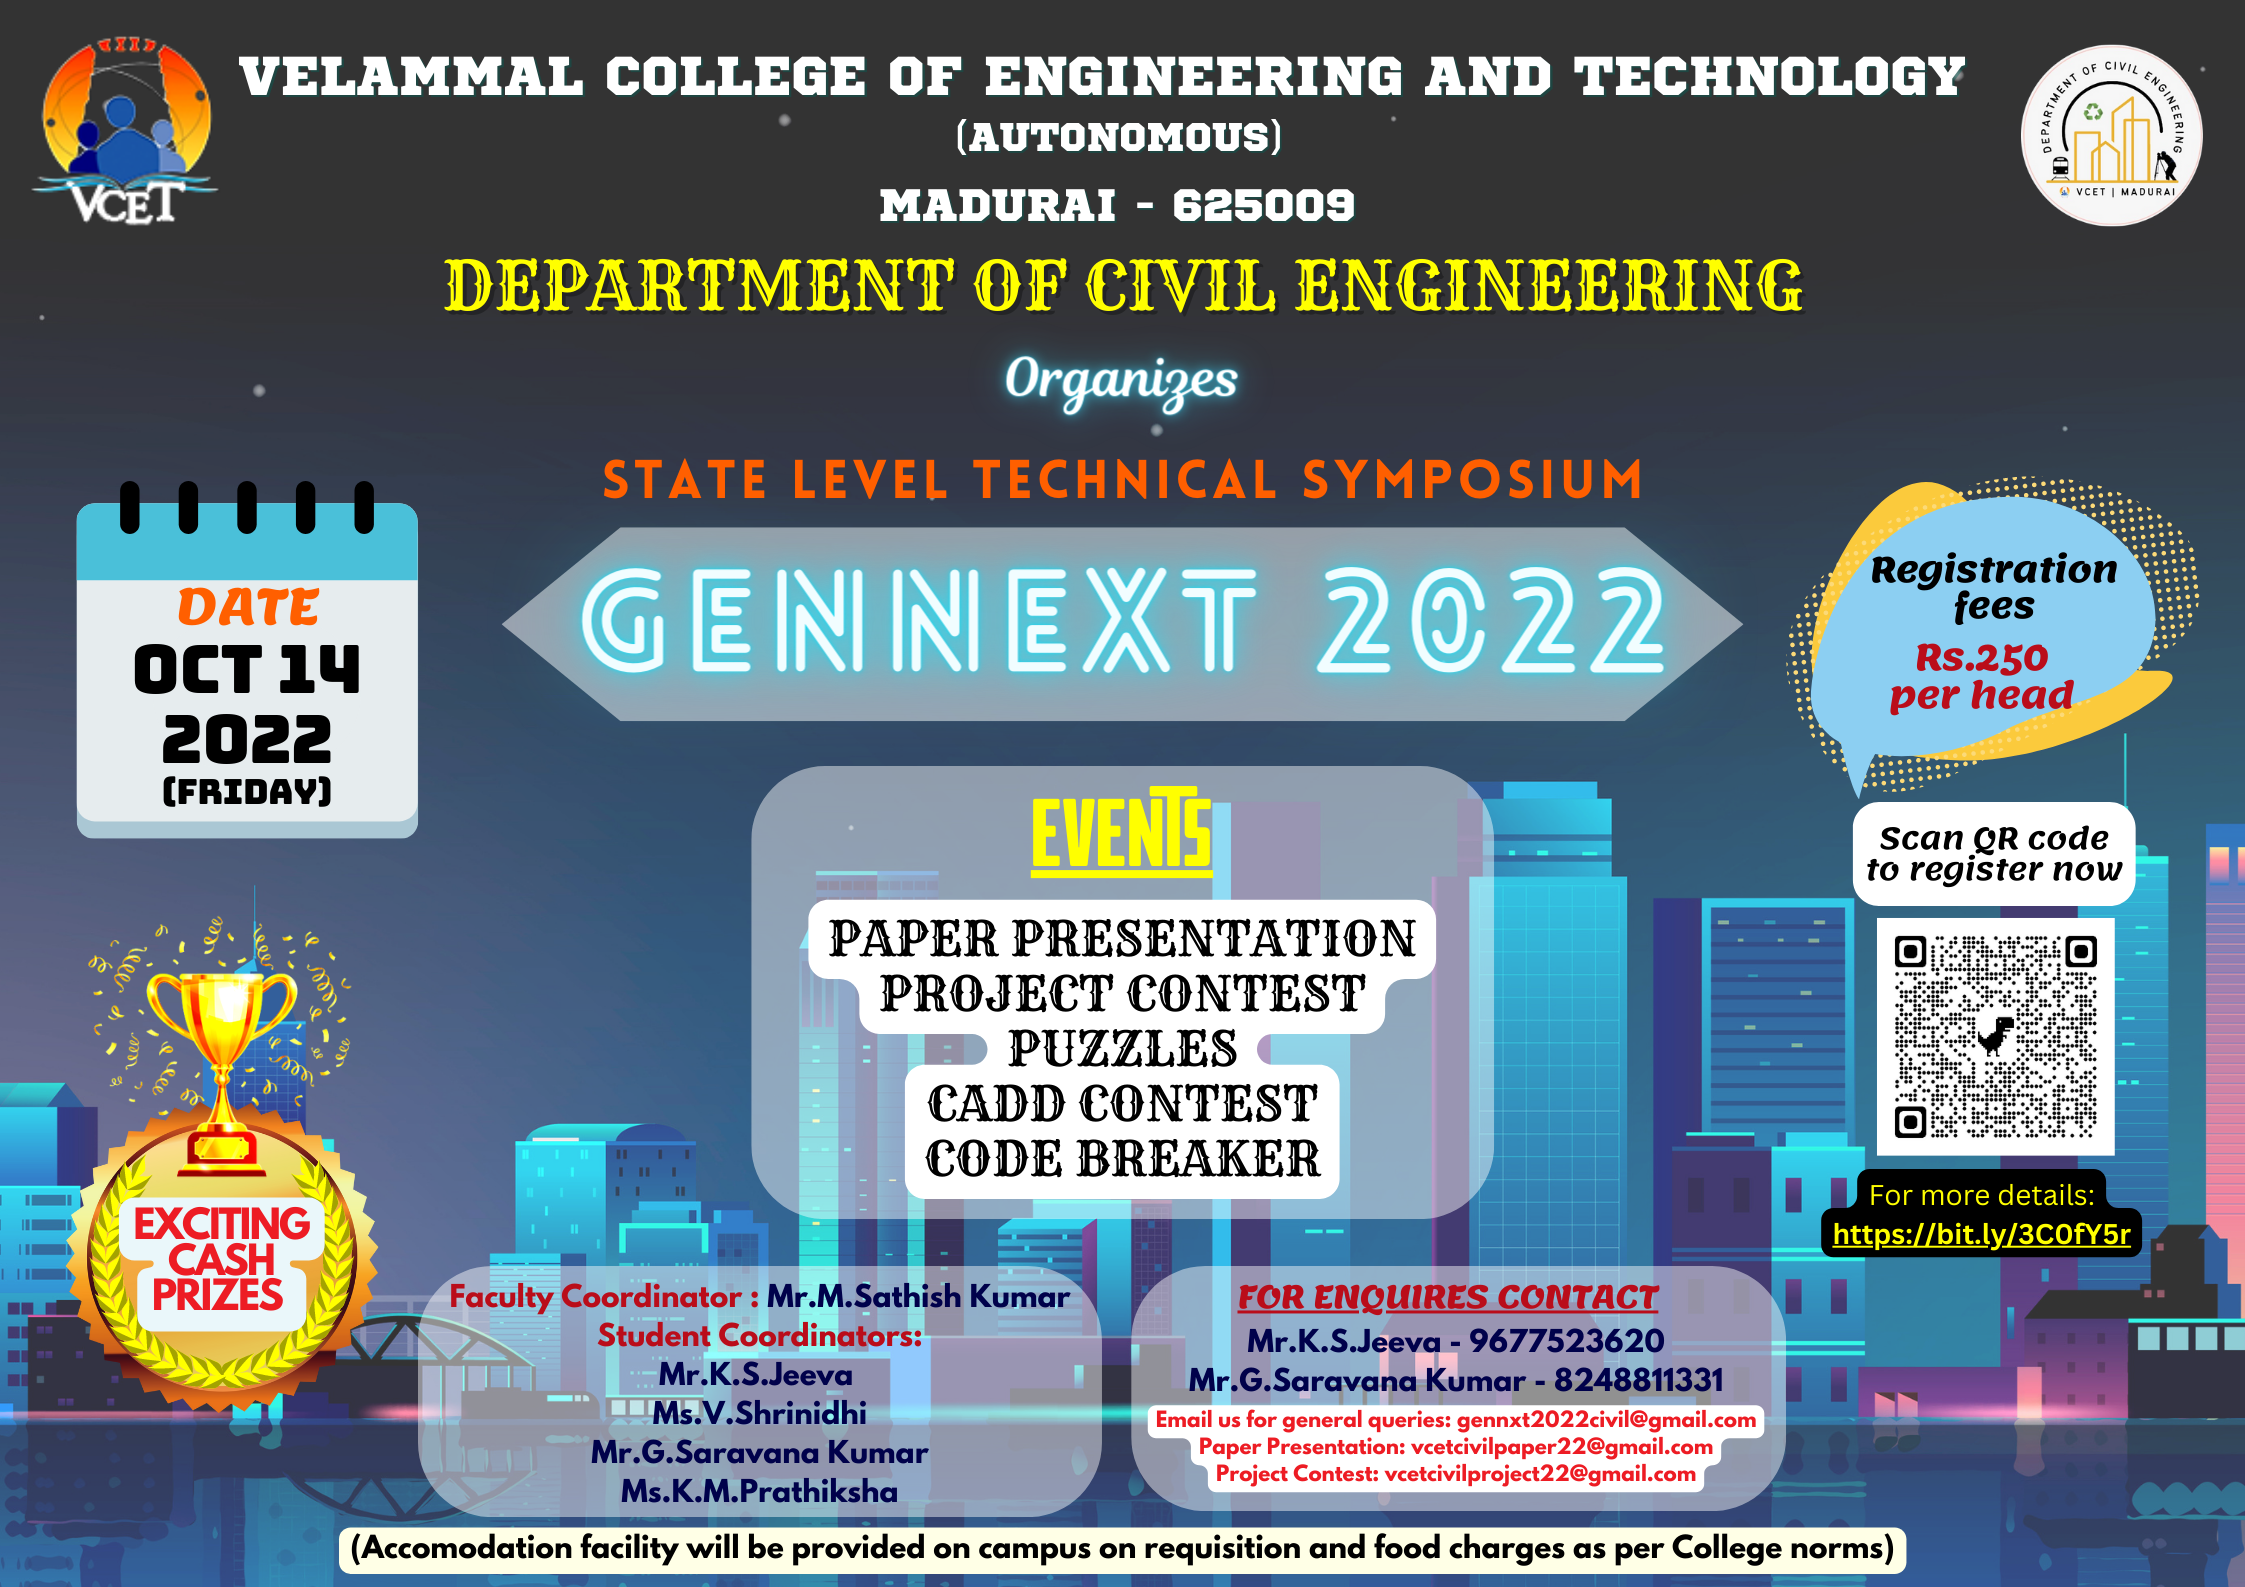 VELAMMAL COLLEGE OF ENGINEERING AND TECHNOLOGY
(AUTONOMOUS)
MADURAI - 625009
VCET
DEPARTMENT OF CIVIL ENGINEERING
VCET | MADURAI
DEPARTMENT OF CIVIL ENGINEERING
Organizes
STATE LEVEL TECHNICAL SYMPOSIUM
GENNEXT 2022
DATE
OCT 14
2022
(FRIDAY)
Registration
fees
Rs.250
per head
Scan QR code
to register now
For more details:
https://bit.ly/3C0fY5r
EVENTS
PAPER PRESENTATION
PROJECT CONTEST
PUZZLES
CADD CONTEST
CODE BREAKER
EXCITING
CASH
PRIZES
Faculty Coordinator : Mr.M.Sathish Kumar
Student Coordinators:
Mr.K.S.Jeeva
Ms.V.Shrinidhi
Mr.G.Saravana Kumar
Ms.K.M.Prathiksha
FOR ENQUIRES CONTACT
Mr.K.S.Jeeva - 9677523620
Mr.G.Saravana Kumar - 8248811331
Email us for general queries: gennxt2022civil@gmail.com
Paper Presentation: vcetcivilpaper22@gmail.com
Project Contest: vcetcivilproject22@gmail.com
(Accomodation facility will be provided on campus on requisition and food charges as per College norms)